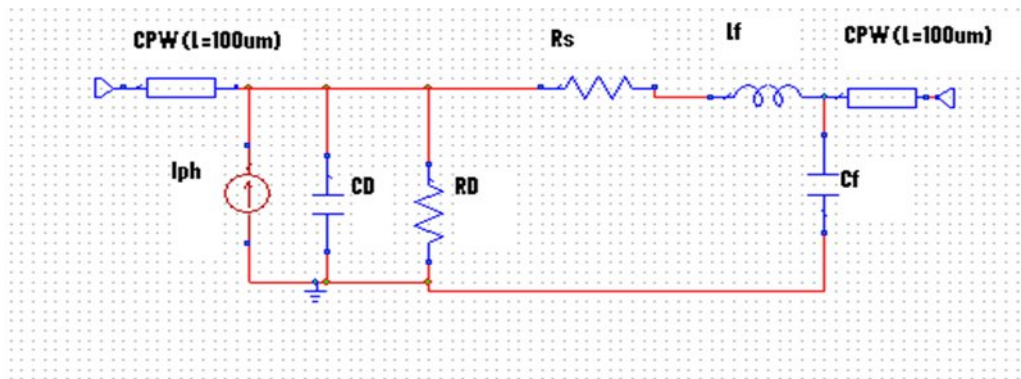 CPW (l=100um)
Rs
Lf
CPW (l=100um)
Iph
CD
RD
Cf